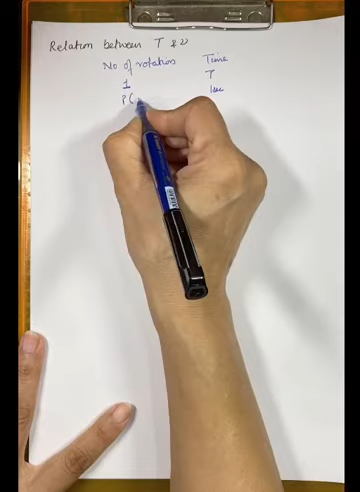 Relation between T & ν
No of rotation Time
1 T
? ( 1sec